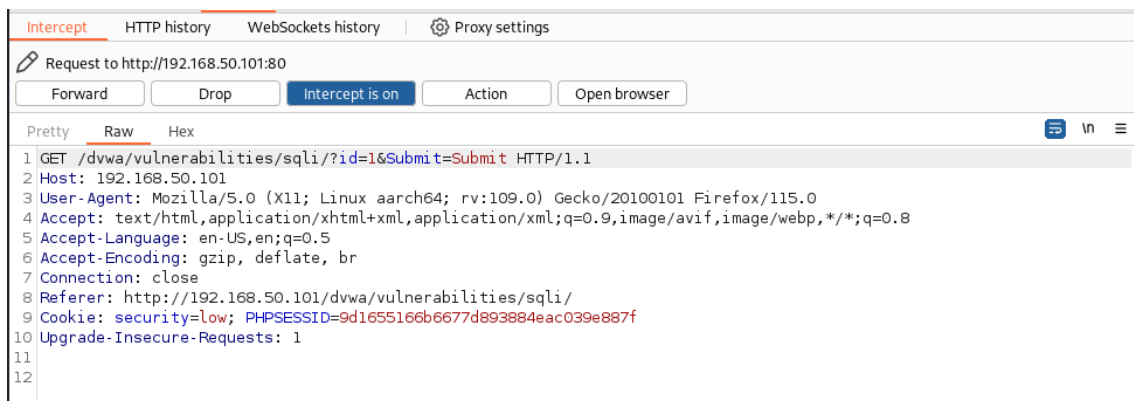 Intercept HTTP history WebSockets history Proxy settings
Request to http://192.168.50.101:80
Forward Drop Intercept is on Action Open browser
Pretty Raw Hex \n
1 GET /dvwa/vulnerabilities/sqli/?id=1&Submit=Submit HTTP/1.1
2 Host: 192.168.50.101
3 User-Agent: Mozilla/5.0 (X11; Linux aarch64; rv:109.0) Gecko/20100101 Firefox/115.0
4 Accept: text/html,application/xhtml+xml,application/xml;q=0.9,image/avif,image/webp,*/*;q=0.8
5 Accept-Language: en-US,en;q=0.5
6 Accept-Encoding: gzip, deflate, br
7 Connection: close
8 Referer: http://192.168.50.101/dvwa/vulnerabilities/sqli/
9 Cookie: security=low; PHPSESSID=9d1655166b6677d893884eac039e887f
10 Upgrade-Insecure-Requests: 1
11
12